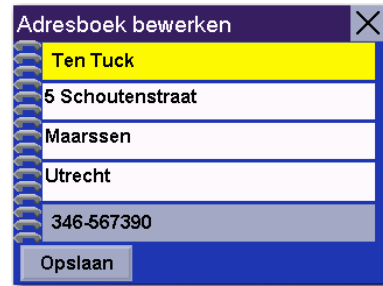 Adresboek bewerken
Ten Tuck
5 Schoutenstraat
Maarssen
Utrecht
346-567390
Opslaan